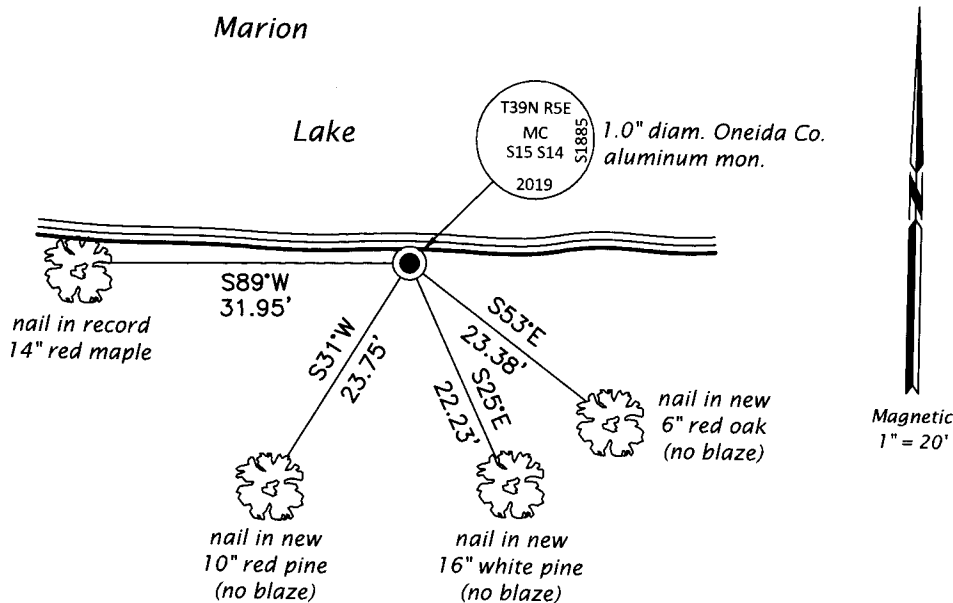 Marion
Lake
T39N R5E
MC
S15 S14
2019
S1885
1.0" diam. Oneida Co.
aluminum mon.
N
S89°W
31.95'
S31°W
23.75'
S25°E
22.23'
S53°E
23.38'
nail in record
14" red maple
nail in new
10" red pine
(no blaze)
nail in new
16" white pine
(no blaze)
nail in new
6" red oak
(no blaze)
Magnetic
1" = 20'